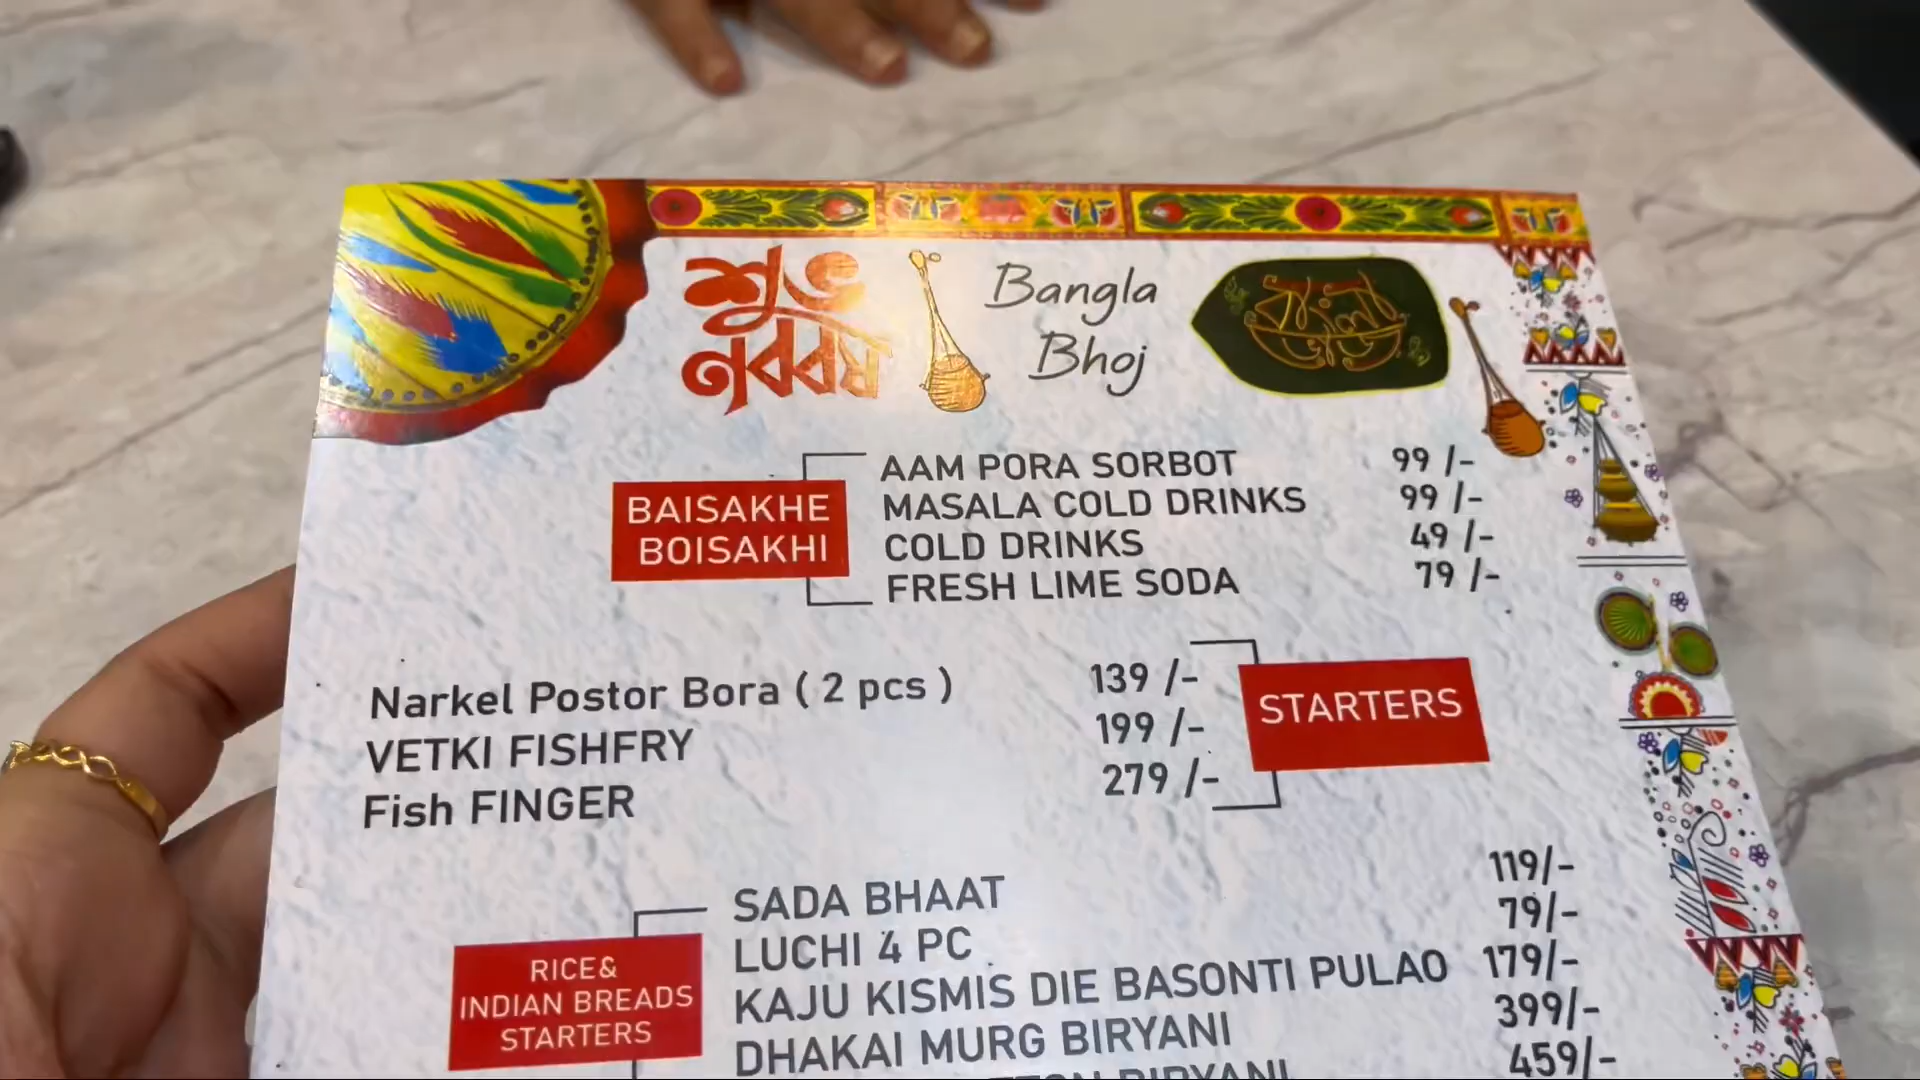 শুভ
নববর্ষ
Bangla
Bhoj
BAISAKHE
BOISAKHI
AAM PORA SORBOT 99 /-
MASALA COLD DRINKS 99 /-
COLD DRINKS 49 /-
FRESH LIME SODA 79 /-
STARTERS
Narkel Postor Bora ( 2 pcs ) 139 /-
VETKI FISHFRY 199 /-
Fish FINGER 279 /-
RICE&
INDIAN BREADS
STARTERS
SADA BHAAT 119/-
LUCHI 4 PC 79/-
KAJU KISMIS DIE BASONTI PULAO 179/-
DHAKAI MURG BIRYANI 399/-
BIRYANI 459/-